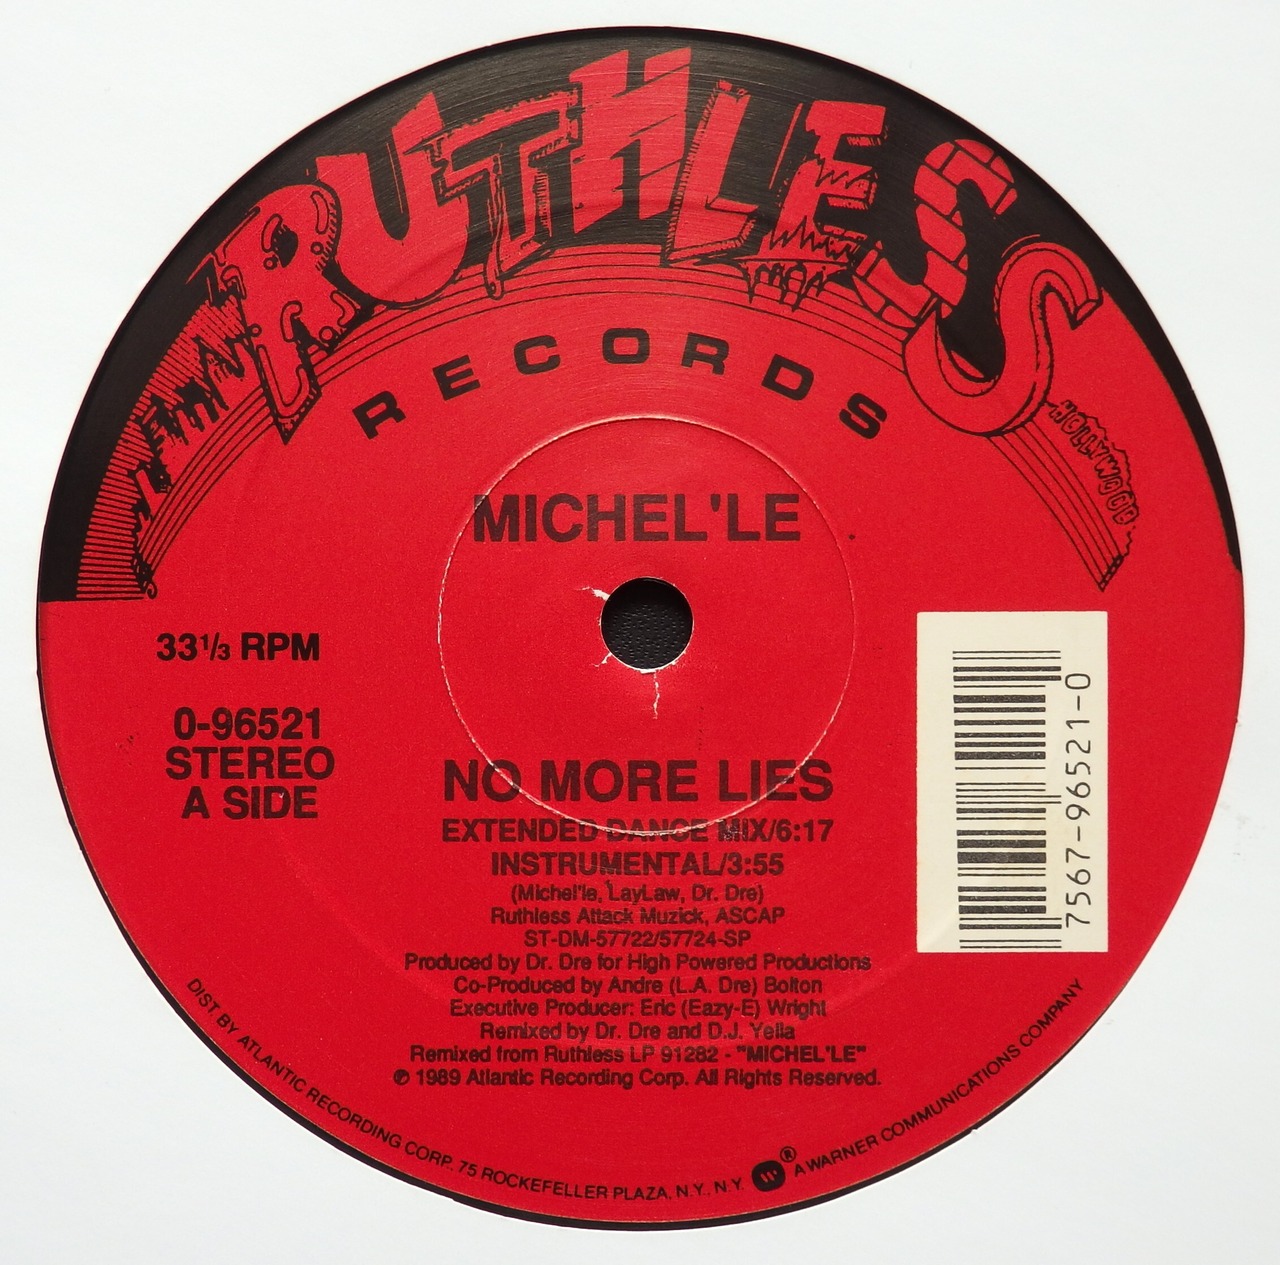 RUTHLESS
RECORDS
HOLLYWOOD
MICHEL'LE
33 1/3 RPM
0-96521
STEREO
A SIDE
7567-96521-0
NO MORE LIES
EXTENDED DANCE MIX/6:17
INSTRUMENTAL/3:55
(Michel'le, LayLaw, Dr. Dre)
Ruthless Attack Muzick, ASCAP
ST-DM-57722/57724-SP
Produced by Dr. Dre for High Powered Productions
Co-Produced by Andre (L.A. Dre) Bolton
Executive Producer: Eric (Eazy-E) Wright
Remixed by Dr. Dre and D.J. Yella
Remixed from Ruthless LP 91282 - "MICHEL'LE"
℗ 1989 Atlantic Recording Corp. All Rights Reserved.
DIST BY ATLANTIC RECORDING CORP. 75 ROCKEFELLER PLAZA, N.Y., N.Y. ® A WARNER COMMUNICATIONS COMPANY